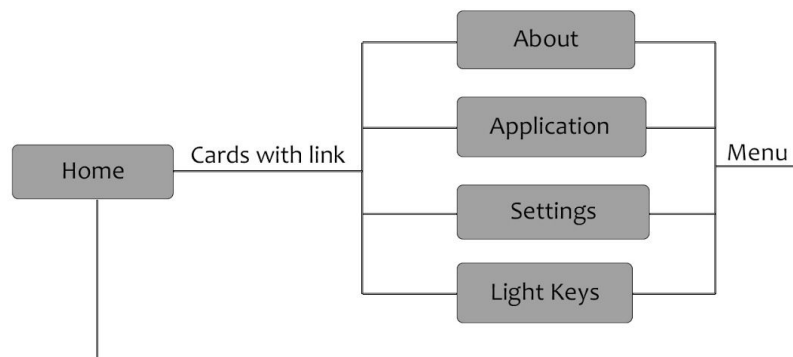 About
Application
Cards with link
Menu
Home
Settings
Light Keys